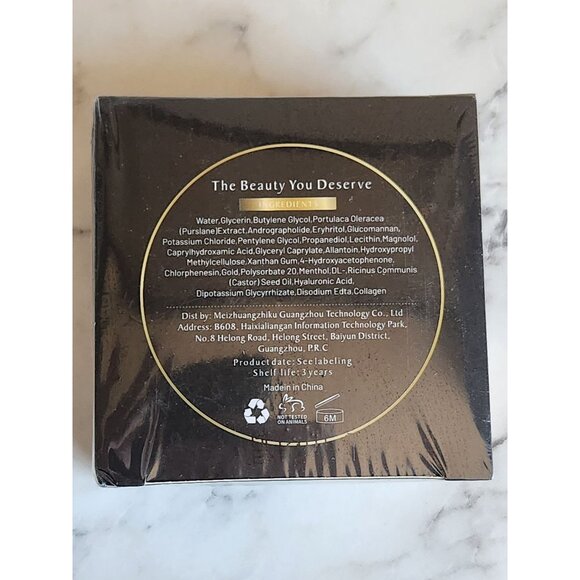 The Beauty You Deserve
INGREDIENTS
Water,Glycerin,Butylene Glycol,Portulaca Oleracea
(Purslane)Extract,Andrographolide,Eryhritol,Glucomannan,
Potassium Chloride,Pentylene Glycol,Propanediol,Lecithin,Magnolol,
Caprylhydroxamic Acid,Glyceryl Caprylate,Allantoin,Hydroxypropyl
Methylcellulose,Xanthan Gum,4-Hydroxyacetophenone,
Chlorphenesin,Gold,Polysorbate 20,Menthol,DL-,Ricinus Communis
(Castor) Seed Oil,Hyaluronic Acid,
Dipotassium Glycyrrhizate,Disodium Edta,Collagen
Dist by: Meizhuangzhiku Guangzhou Technology Co., Ltd
Address: B608, Haixialiangan Information Technology Park,
No.8 Helong Road, Helong Street, Baiyun District,
Guangzhou, P.R.C
Product date: See labeling
Shelf life: 3 years
Made in China
NOT TESTED
ON ANIMALS
6M